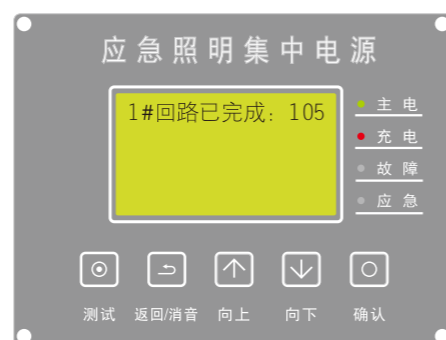 应急照明集中电源
1#回路已完成：105
主电
充电
故障
应急
测试 返回/消音 向上 向下 确认